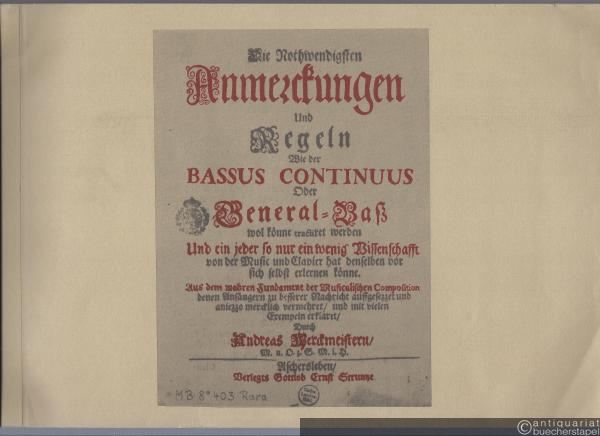 Die Nothwendigsten
Anmerckungen
Und
Regeln
Wie der
BASSUS CONTINUUS
Oder
General-Baß
wol könne tractiret werden
Und ein jeder so nur ein wenig Wissenschafft
von der Music und Clavier hat denselben vor
sich selbst erlernen könne.
Aus dem wahren Fundament der Musicalischen Composition
denen Anfängern zu besserer Nachricht auffgesetzet und
anietzo mercklich vermehret/ und mit vielen
Exempeln erkläret/
Durch
Andreas Werckmeistern/
M. u. O. z. S. M. i. H.
Aschersleben/
Verlegts Gottlob Ernst Struntze
MB 8° 403 Rara
© antiquariat
buecherstapel